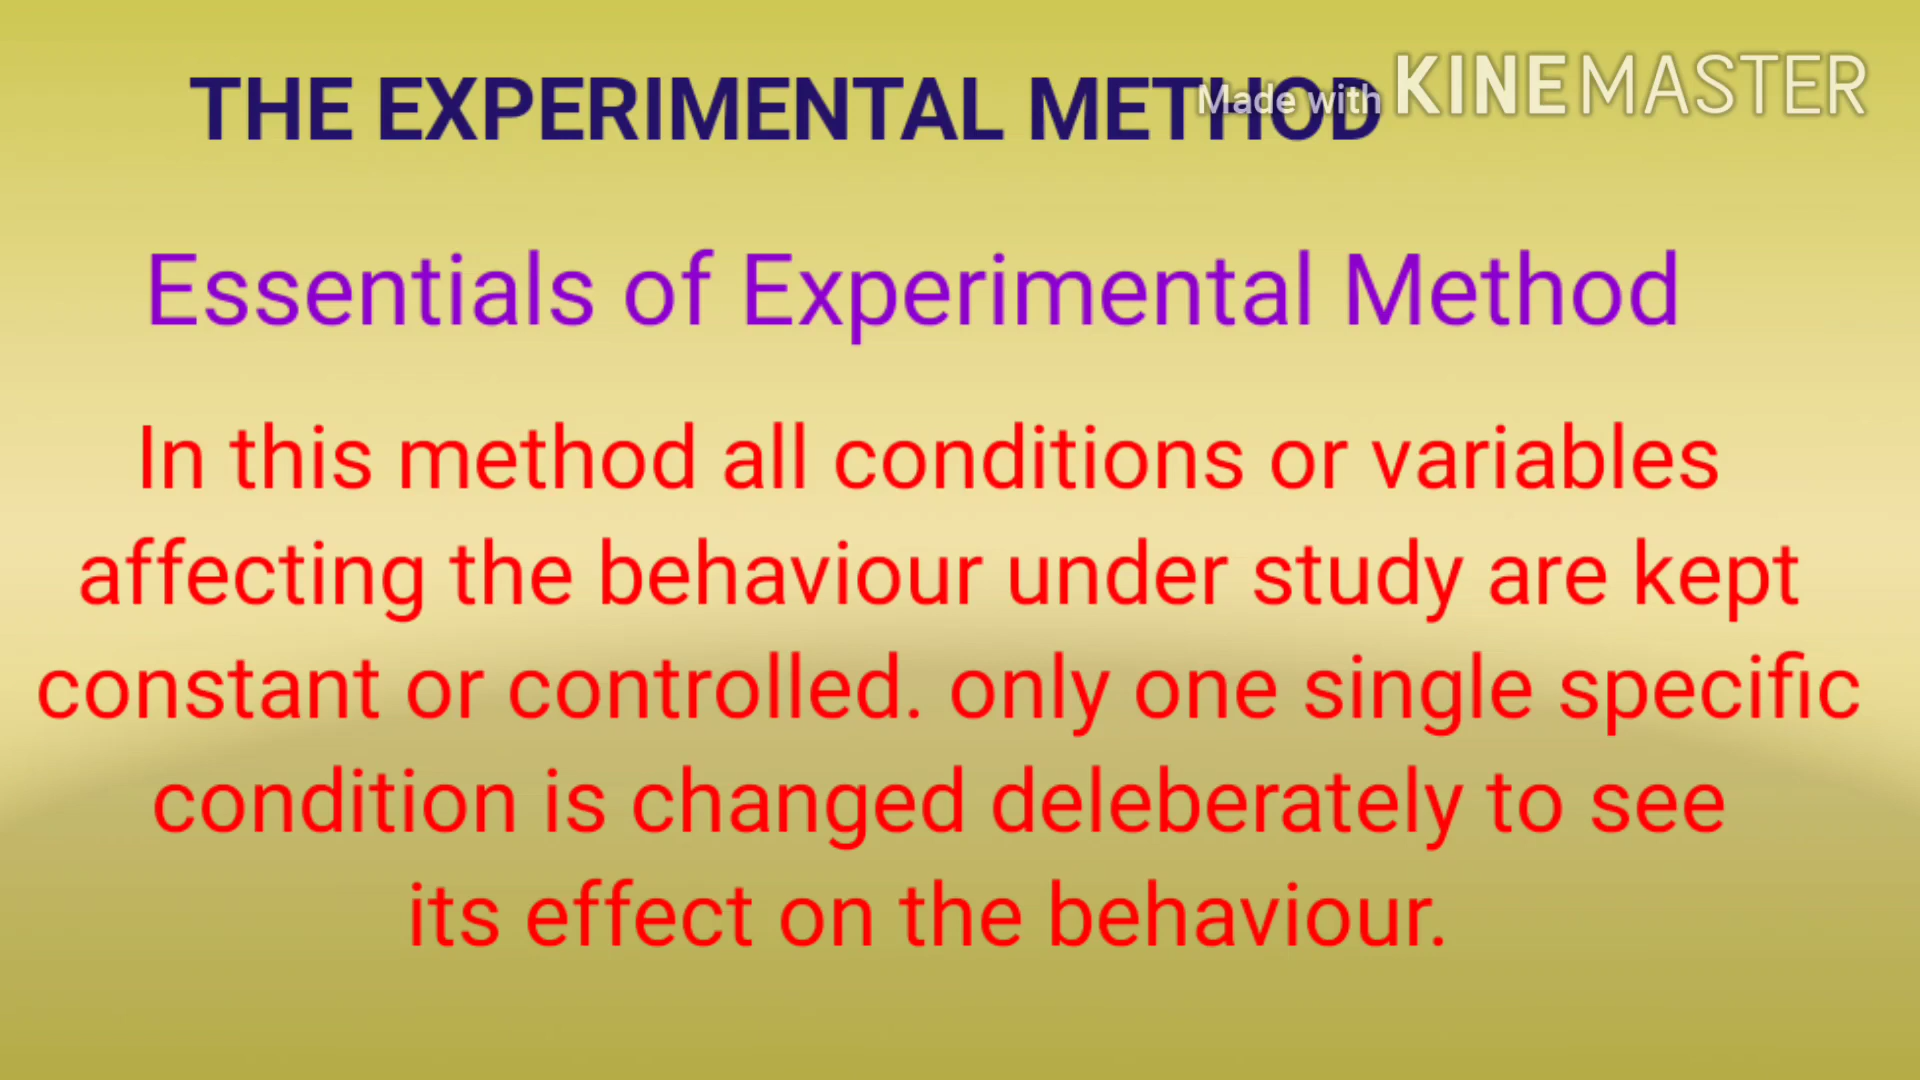 THE EXPERIMENTAL METHOD
Made with KINEMASTER
Essentials of Experimental Method
In this method all conditions or variables
affecting the behaviour under study are kept
constant or controlled. only one single specific
condition is changed deleberately to see
its effect on the behaviour.